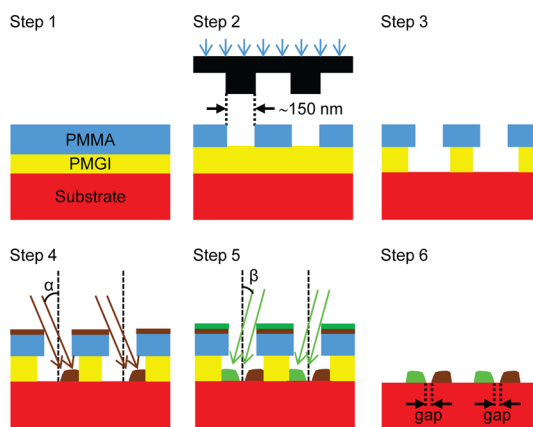 Step 1
Step 2
Step 3
~150 nm
PMMA
PMGI
Substrate
Step 4
Step 5
Step 6
α
β
gap
gap